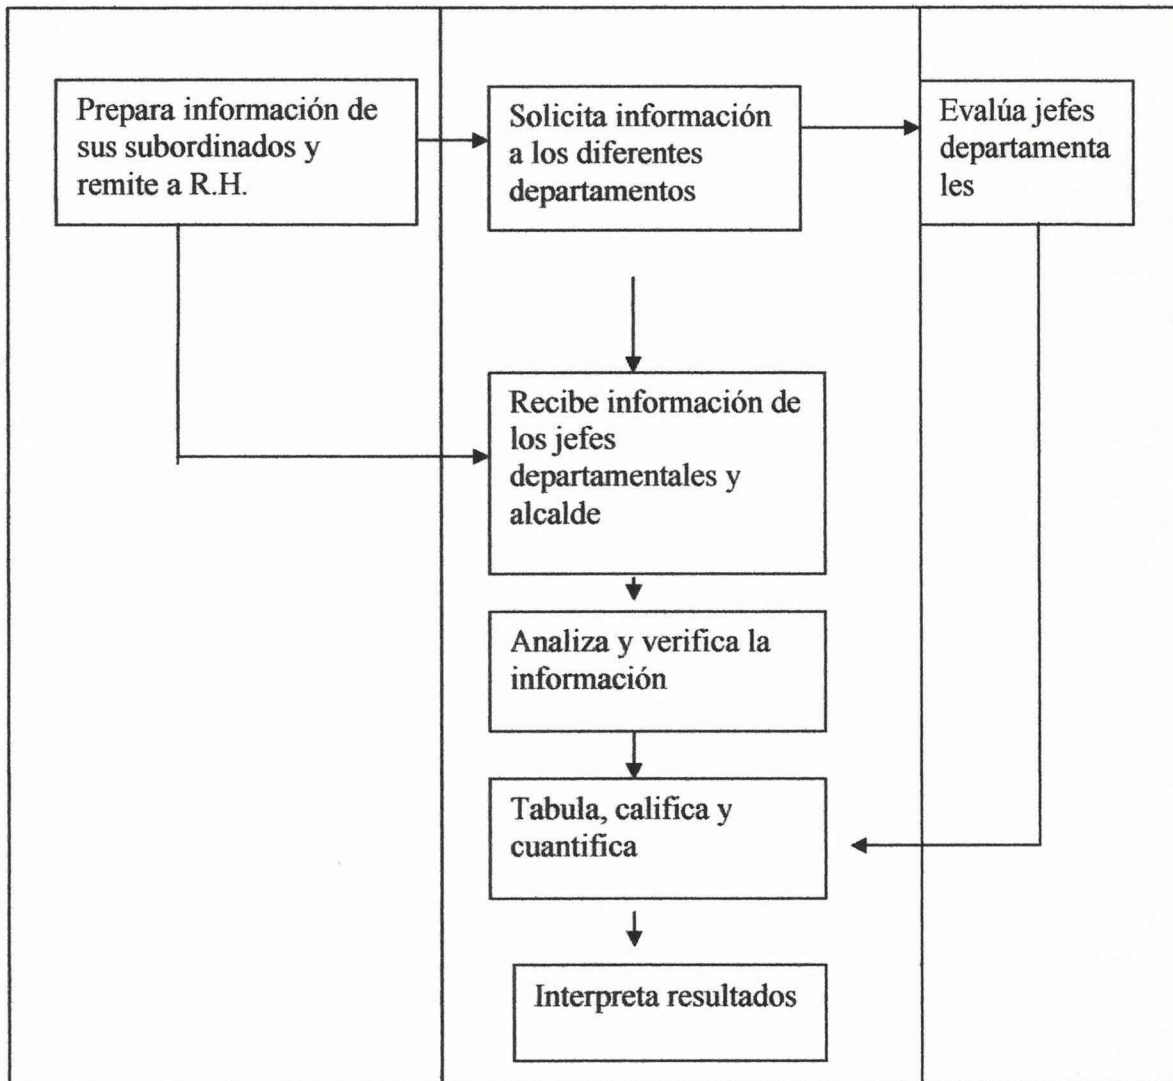 Prepara información de
sus subordinados y
remite a R.H.
Solicita información
a los diferentes
departamentos
Evalúa jefes
departamenta
les
Recibe información de
los jefes
departamentales y
alcalde
Analiza y verifica la
información
Tabula, califica y
cuantifica
Interpreta resultados